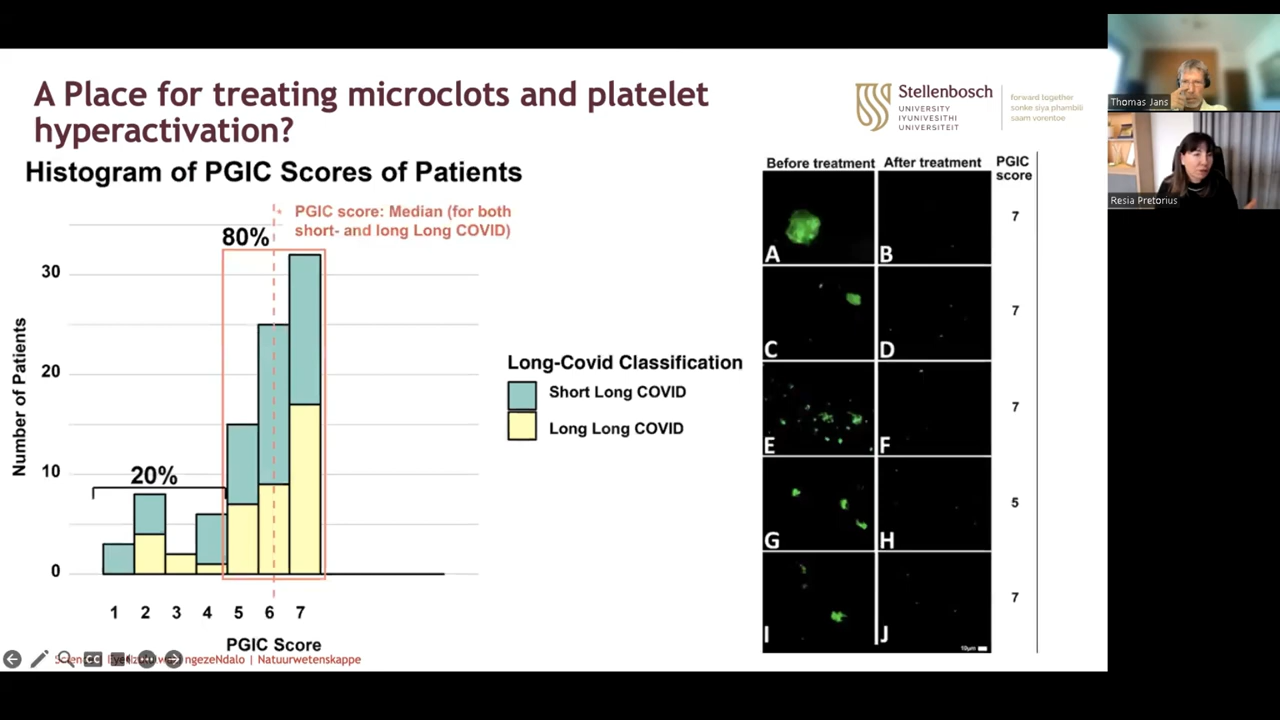 A Place for treating microclots and platelet
hyperactivation?
Stellenbosch
UNIVERSITY
IYUNIVESITHI
UNIVERSITEIT
forward together
sonke siya phambili
saam vorentoe
Histogram of PGIC Scores of Patients
PGIC score: Median (for both
short- and long Long COVID)
80%
20%
Number of Patients
30
20
10
0
1 2 3 4 5 6 7
PGIC Score
Long-Covid Classification
Short Long COVID
Long Long COVID
Before treatment After treatment PGIC
score
A B 7
C D 7
E F 7
G H 5
I J 7
10µm
CC
ngezeNdalo | Natuurwetenskappe
Thomas Jans
Resia Pretorius